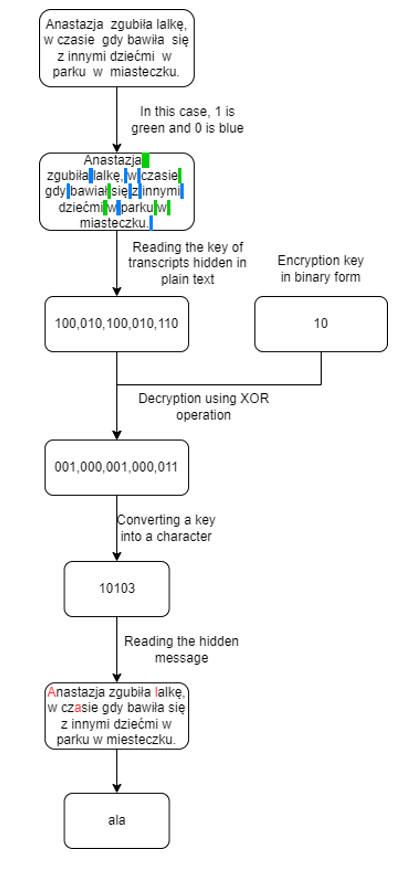 Anastazja  zgubiła lalkę,
w czasie  gdy bawiła  się
z innymi dziećmi  w
parku  w  miasteczku.
In this case, 1 is
green and 0 is blue
Anastazja
zgubiła lalkę, w czasie
gdy bawiał się z innymi
dziećmi w parku w
miasteczku.
Reading the key of
transcripts hidden in
plain text
Encryption key
in binary form
100,010,100,010,110
10
Decryption using XOR
operation
001,000,001,000,011
Converting a key
into a character
10103
Reading the hidden
message
Anastazja zgubiła lalkę,
w czasie gdy bawiła się
z innymi dziećmi w
parku w miesteczku.
ala